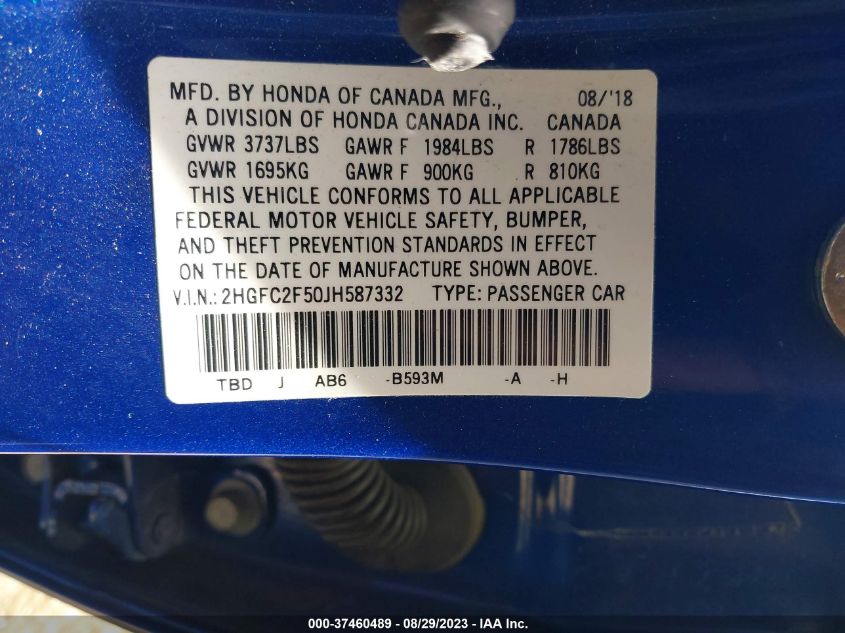 MFD. BY HONDA OF CANADA MFG., 08/'18
A DIVISION OF HONDA CANADA INC. CANADA
GVWR 3737LBS GAWR F 1984LBS R 1786LBS
GVWR 1695KG GAWR F 900KG R 810KG
THIS VEHICLE CONFORMS TO ALL APPLICABLE
FEDERAL MOTOR VEHICLE SAFETY, BUMPER,
AND THEFT PREVENTION STANDARDS IN EFFECT
ON THE DATE OF MANUFACTURE SHOWN ABOVE.
V.I.N.: 2HGFC2F50JH587332 TYPE: PASSENGER CAR
TBD J AB6 -B593M -A -H
000-37460489 - 08/29/2023 - IAA Inc.